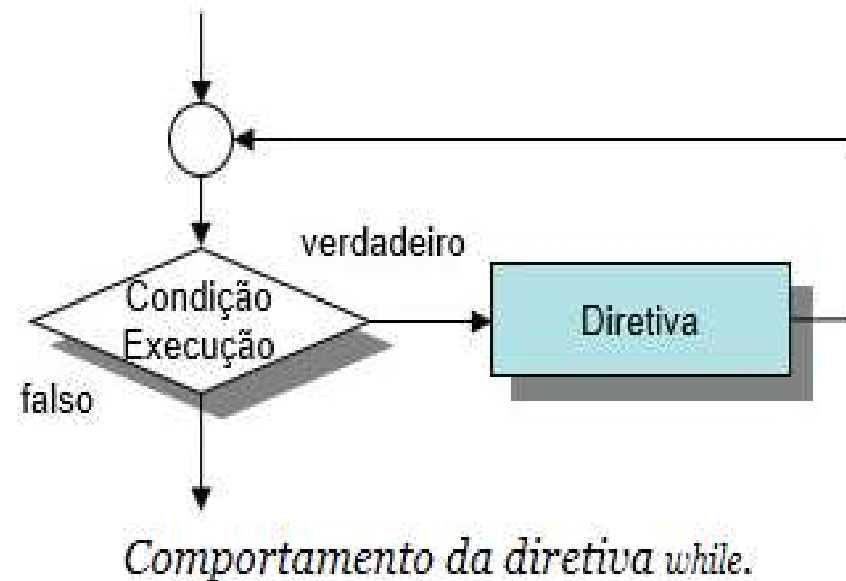 verdadeiro
Condição
Execução
Diretiva
falso
Comportamento da diretiva while.